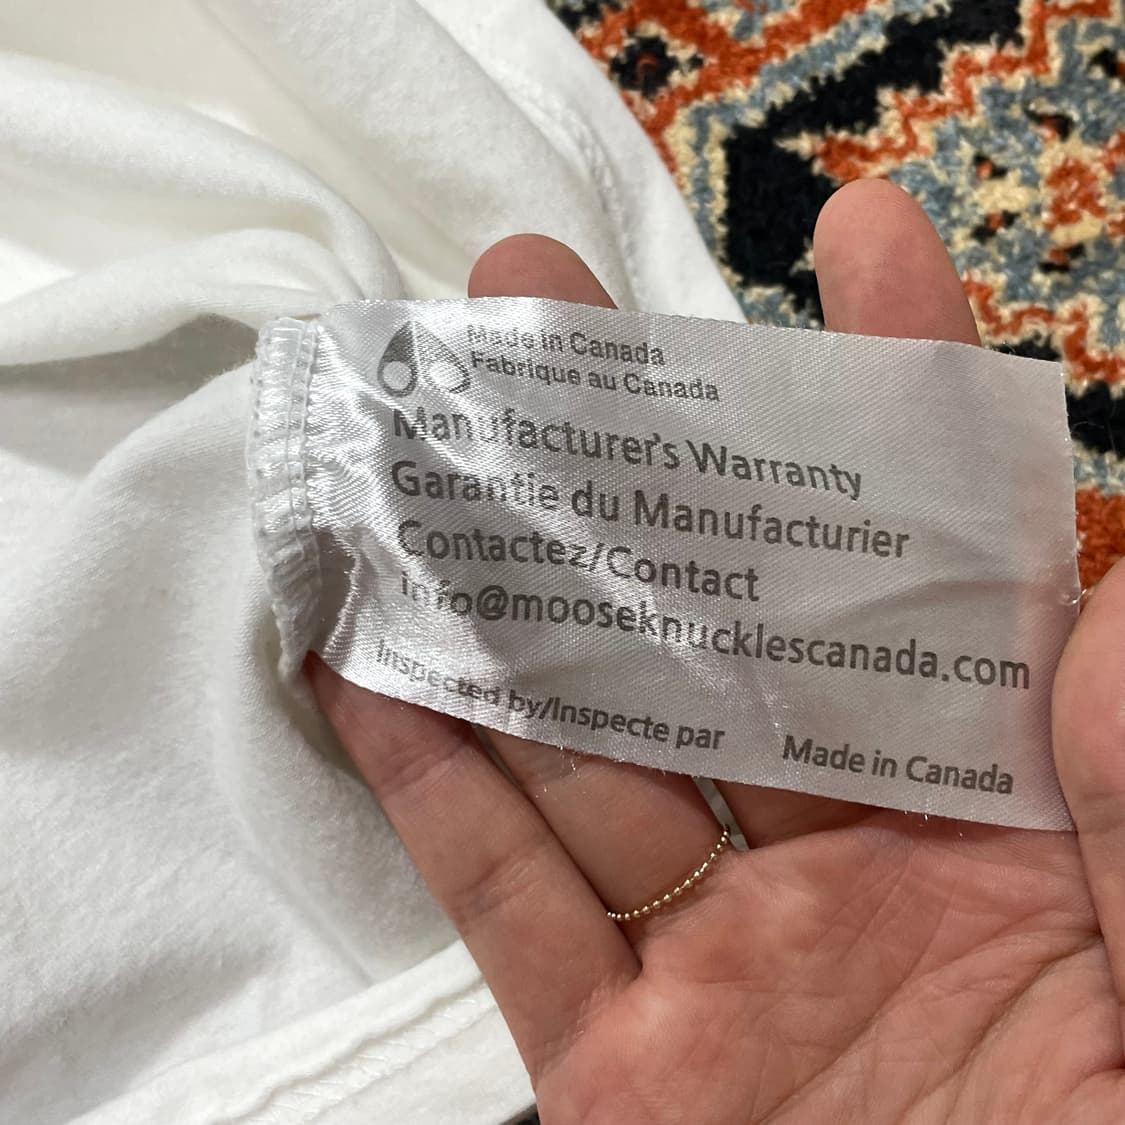 Made in Canada
Fabrique au Canada
Manufacturer's Warranty
Garantie du Manufacturier
Contactez/Contact
info@mooseknucklescanada.com
Inspected by/Inspecte par
Made in Canada